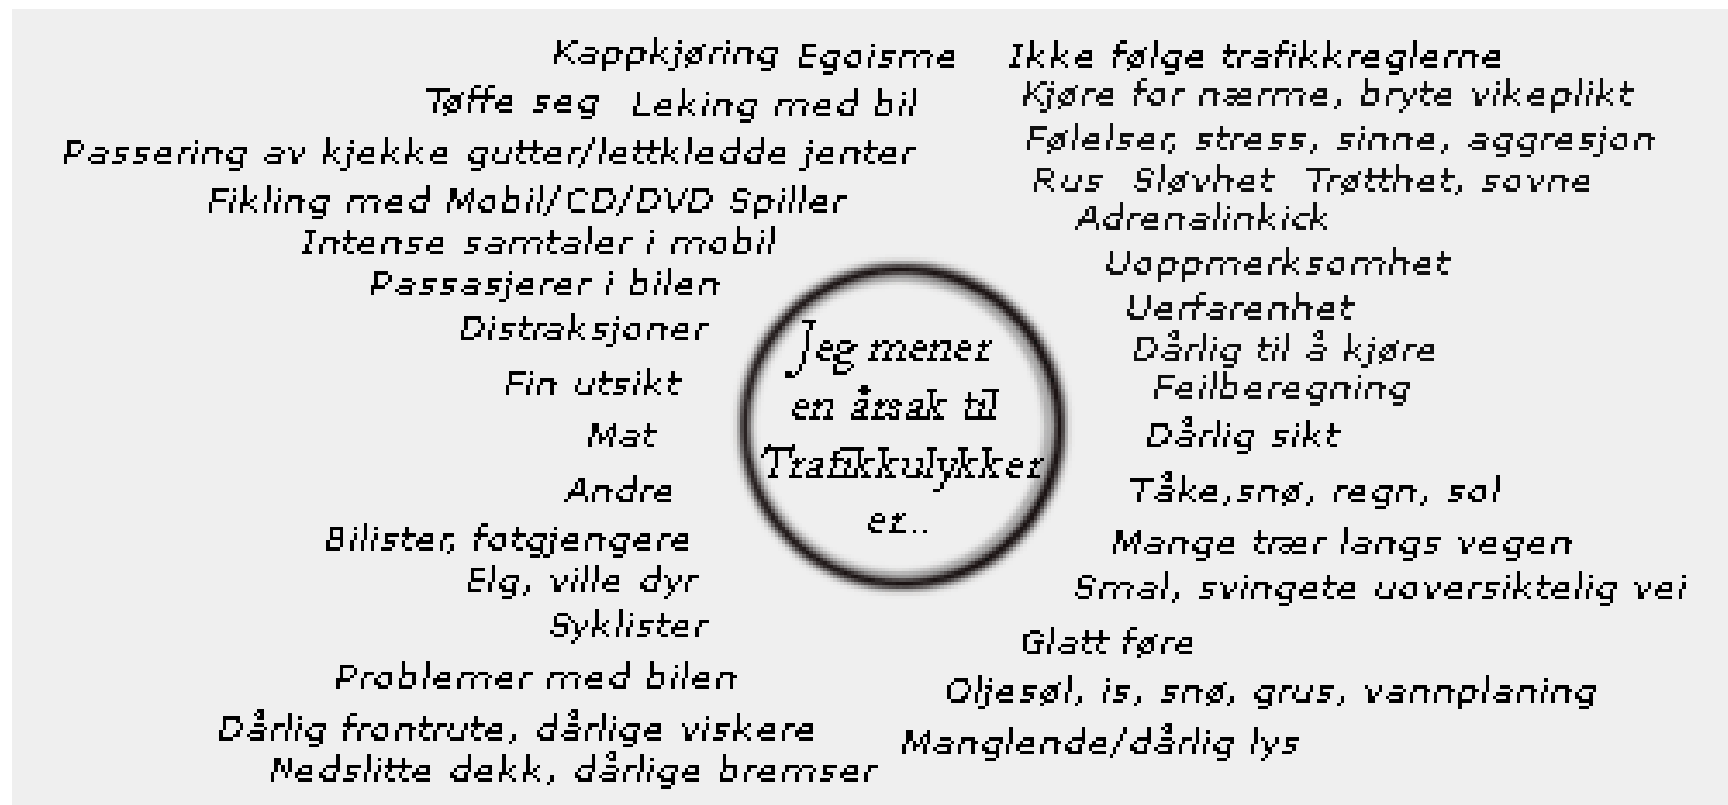 Kappkjøring Egoisme
Tøffe seg Leking med bil
Passering av kjekke gutter/lettkledde jenter
Fikling med Mobil/CD/DVD Spiller
Intense samtaler i mobil
Passasjerer i bilen
Distraksjoner
Fin utsikt
Mat
Andre
Bilister, fotgjengere
Elg, ville dyr
Syklister
Problemer med bilen
Dårlig frontrute, dårlige viskere
Nedslitte dekk, dårlige bremser
Jeg mener
en årsak til
Trafikkulykker
er..
Ikke følge trafikkreglerne
Kjøre for nærme, bryte vikeplikt
Følelser, stress, sinne, aggresjon
Rus Sløvhet Trøtthet, sovne
Adrenalinkick
Uoppmerksomhet
Uerfarenhet
Dårlig til å kjøre
Feilberegning
Dårlig sikt
Tåke,snø, regn, sol
Mange trær langs vegen
Smal, svingete uoversiktelig vei
Glatt føre
Oljesøl, is, snø, grus, vannplaning
Manglende/dårlig lys